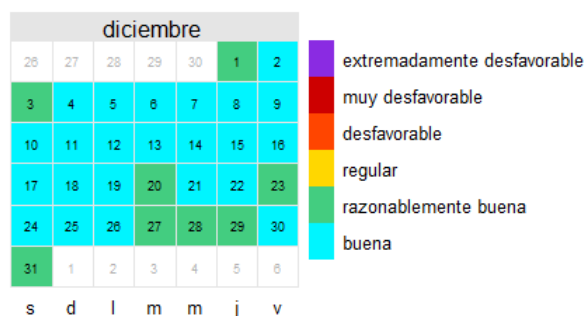 diciembre
26 27 28 29 30 1 2
3 4 5 6 7 8 9
10 11 12 13 14 15 16
17 18 19 20 21 22 23
24 25 26 27 28 29 30
31 1 2 3 4 5 6
s d l m m j v
extremadamente desfavorable
muy desfavorable
desfavorable
regular
razonablemente buena
buena